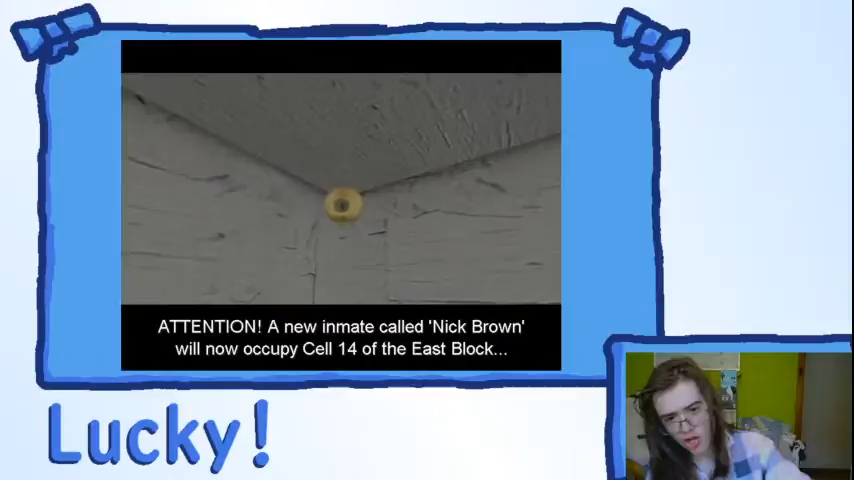 ATTENTION! A new inmate called 'Nick Brown'
will now occupy Cell 14 of the East Block...
Lucky!